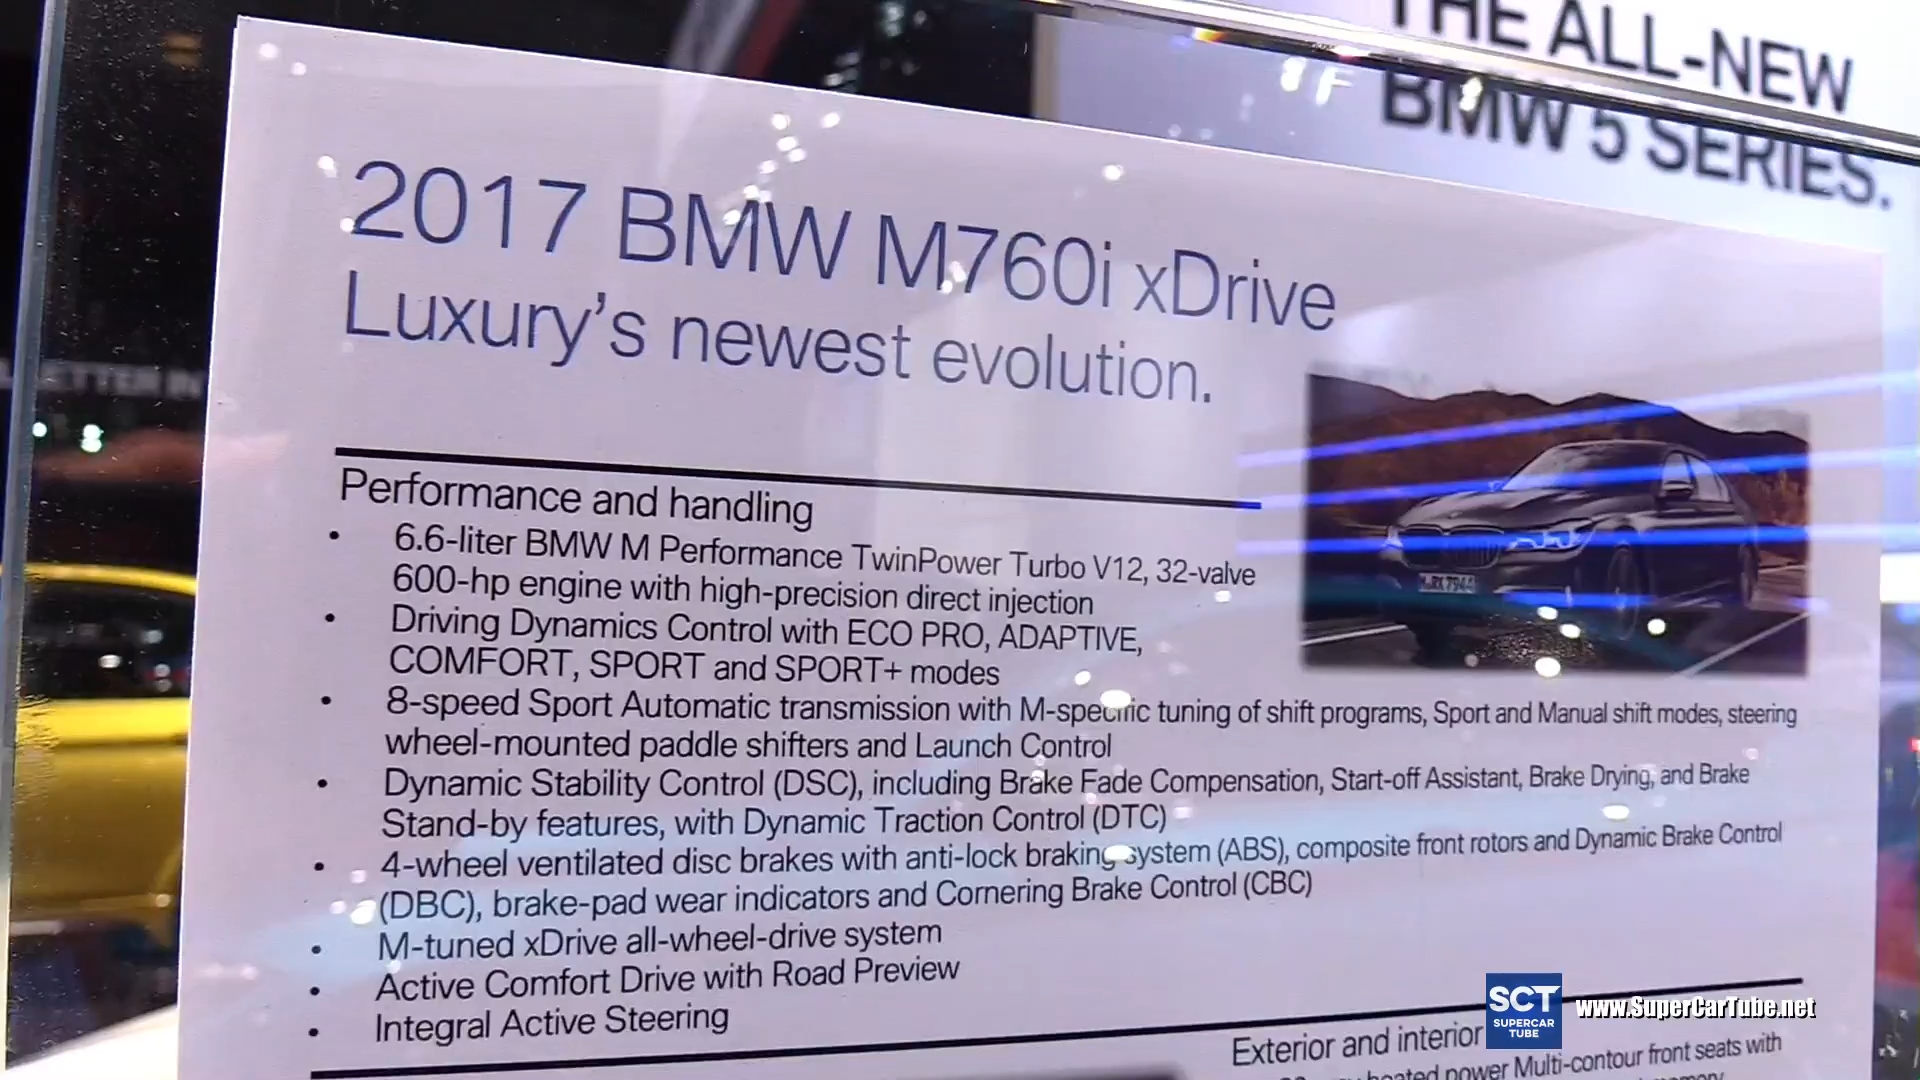 THE ALL-NEW
BMW 5 SERIES.
2017 BMW M760i xDrive
Luxury's newest evolution.
Performance and handling
• 6.6-liter BMW M Performance TwinPower Turbo V12, 32-valve
600-hp engine with high-precision direct injection
• Driving Dynamics Control with ECO PRO, ADAPTIVE,
COMFORT, SPORT and SPORT+ modes
• 8-speed Sport Automatic transmission with M-specific tuning of shift programs, Sport and Manual shift modes, steering
wheel-mounted paddle shifters and Launch Control
• Dynamic Stability Control (DSC), including Brake Fade Compensation, Start-off Assistant, Brake Drying, and Brake
Stand-by features, with Dynamic Traction Control (DTC)
• 4-wheel ventilated disc brakes with anti-lock braking system (ABS), composite front rotors and Dynamic Brake Control
(DBC), brake-pad wear indicators and Cornering Brake Control (CBC)
• M-tuned xDrive all-wheel-drive system
• Active Comfort Drive with Road Preview
• Integral Active Steering
Exterior and interior
heated power Multi-contour front seats with
SCT
SUPERCAR
TUBE
www.SuperCarTube.net